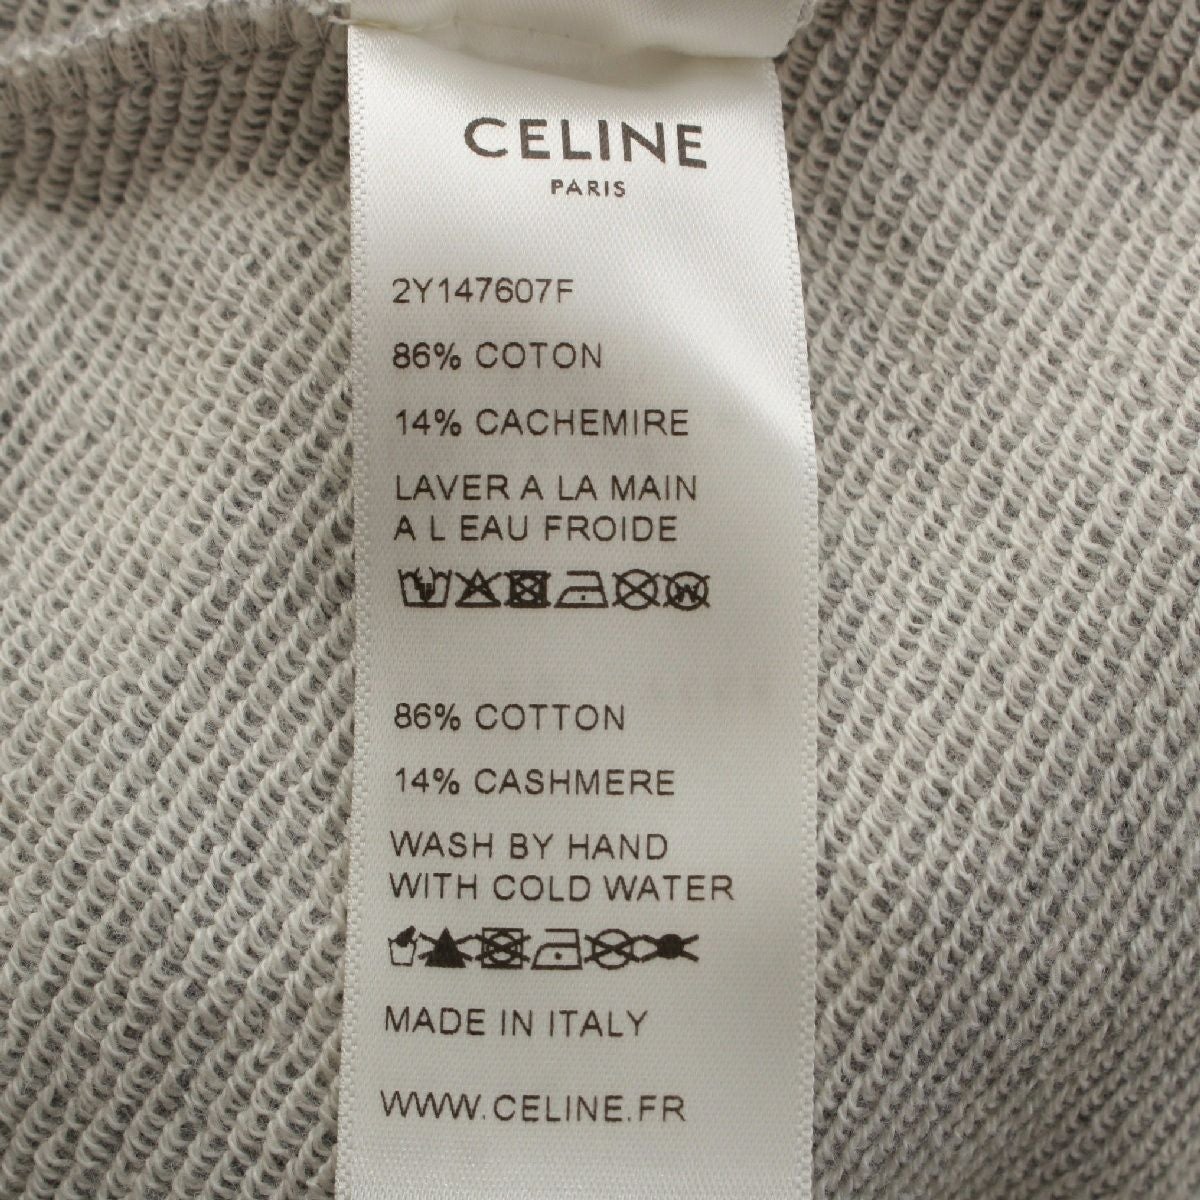 CELINE
PARIS
2Y147607F
86% COTON
14% CACHEMIRE
LAVER A LA MAIN
A L EAU FROIDE
86% COTTON
14% CASHMERE
WASH BY HAND
WITH COLD WATER
MADE IN ITALY
WWW.CELINE.FR